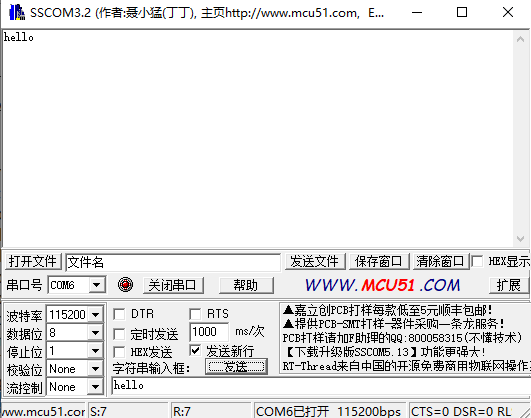 SSCOM3.2 (作者:聂小猛(丁丁), 主页http://www.mcu51.com, E...
hello
打开文件 文件名 发送文件 保存窗口 清除窗口 HEX显示
串口号 COM6 关闭串口 帮助 WWW.MCU51.COM 扩展
波特率 115200 DTR RTS
数据位 8 定时发送 1000 ms/次
停止位 1 HEX发送 发送新行
校验位 None 字符串输入框: 发送
流控制 None hello
▲嘉立创PCB打样每款低至5元顺丰包邮!
▲提供PCB-SMT打样-器件采购一条龙服务!
PCB打样请加F助理的QQ:800058315(不懂技术)
【下载升级版SSCOM5.13】功能更强大!
RT-Thread来自中国的开源免费商用物联网操作
www.mcu51.cor S:7 R:7 COM6已打开 115200bps CTS=0 DSR=0 RL